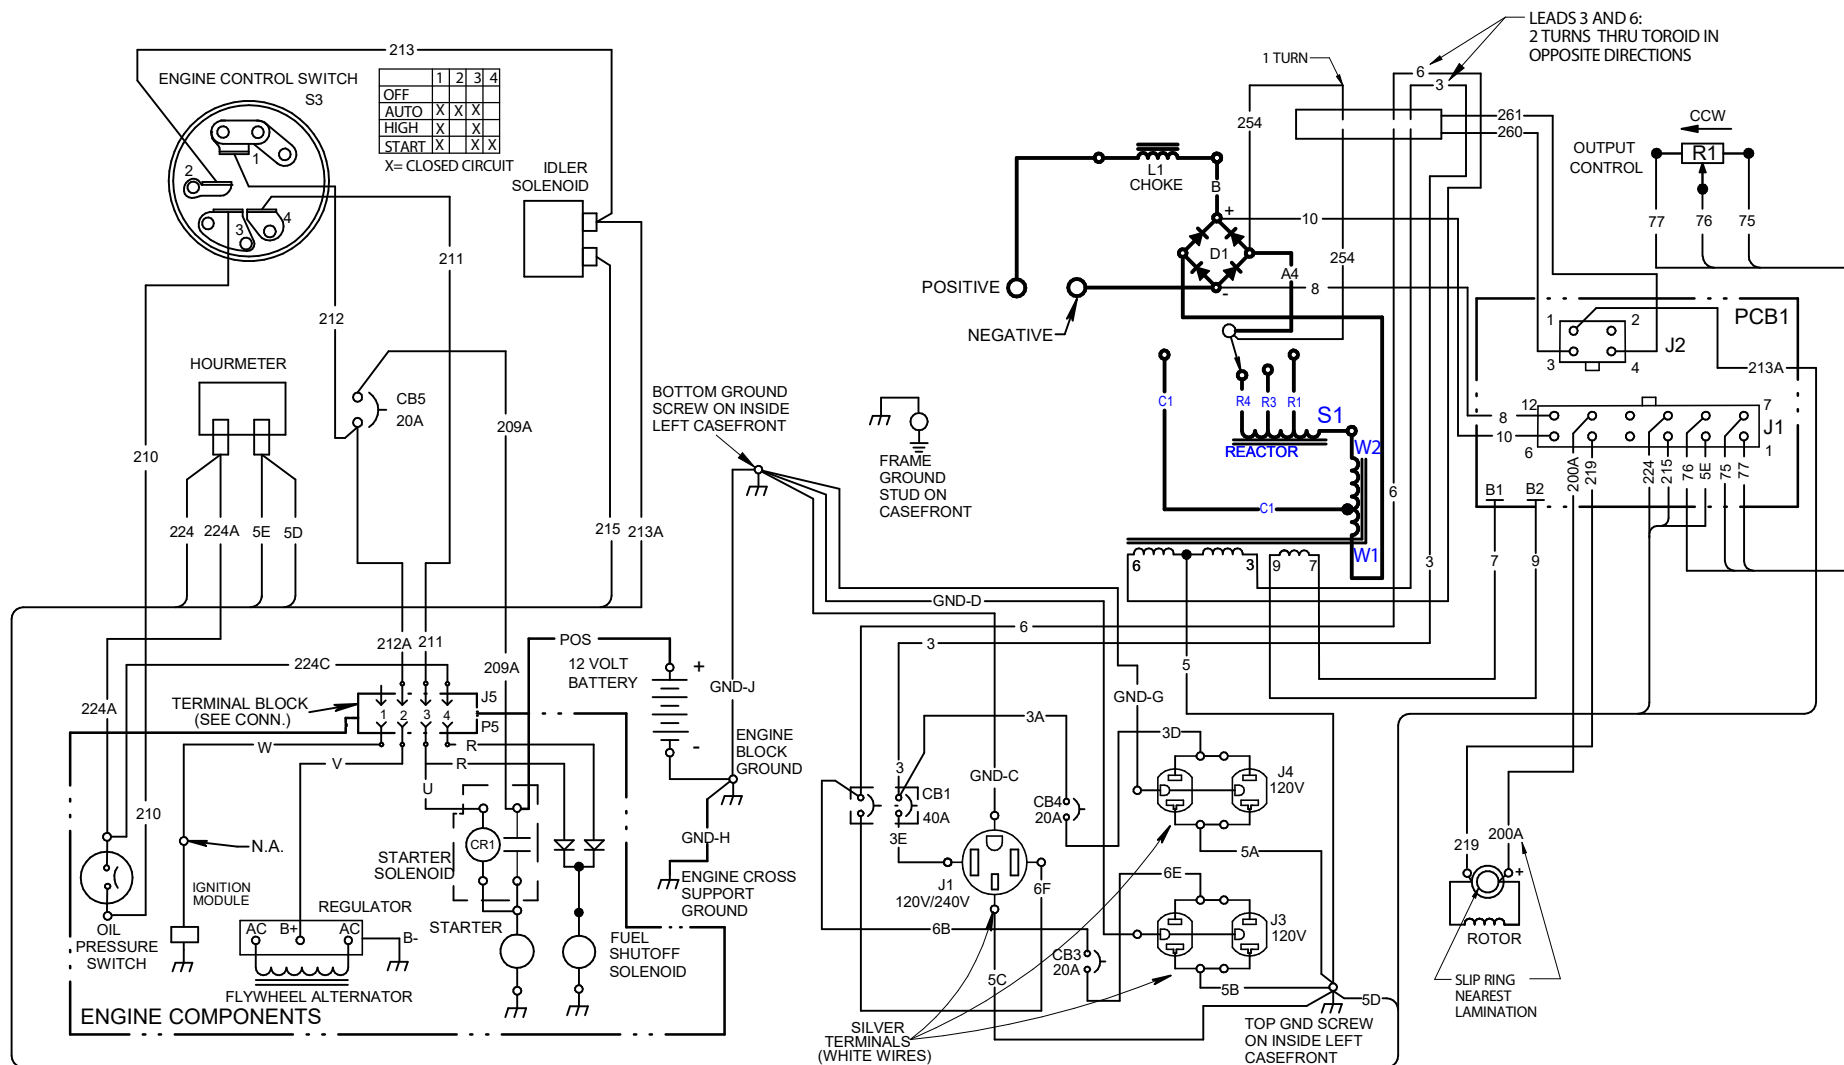 LEADS 3 AND 6:
2 TURNS THRU TOROID IN
OPPOSITE DIRECTIONS
213
ENGINE CONTROL SWITCH
S3
1 2 3 4
OFF
AUTO X X X
HIGH X X
START X X X
X= CLOSED CIRCUIT
1
2
3
4
IDLER
SOLENOID
1 TURN
6
3
254
261
260
CCW
OUTPUT
CONTROL
R1
77
76
75
L1
CHOKE
B
+
10
D1
A4
254
-
8
POSITIVE
NEGATIVE
211
212
PCB1
1
2
J2
3
4
213A
HOURMETER
CB5
20A
209A
BOTTOM GROUND
SCREW ON INSIDE
LEFT CASEFRONT
C1
R4
R3
R1
S1
REACTOR
W2
8
12
7
J1
10
6
1
210
FRAME
GROUND
STUD ON
CASEFRONT
6
200A
219
224
215
76
5E
75
77
B1
B2
C1
224
224A
5E
5D
215
213A
W1
6
3
9
7
3
7
9
GND-D
6
3
5
212A
211
POS
12 VOLT
BATTERY
+
-
209A
224C
GND-J
GND-G
TERMINAL BLOCK
(SEE CONN.)
J5
1
2
3
4
P5
224A
3A
3D
W
V
R
R
U
ENGINE
BLOCK
GROUND
3
GND-C
CB1
40A
CB4
20A
J4
120V
210
N.A.
CR1
GND-H
3E
219
200A
STARTER
SOLENOID
5A
J1
120V/240V
6F
6E
+
ENGINE CROSS
SUPPORT
GROUND
IGNITION
MODULE
REGULATOR
AC
B+
AC
B-
STARTER
FUEL
SHUTOFF
SOLENOID
6B
J3
120V
ROTOR
OIL
PRESSURE
SWITCH
CB3
20A
5C
5B
5D
SLIP RING
NEAREST
LAMINATION
FLYWHEEL ALTERNATOR
ENGINE COMPONENTS
SILVER
TERMINALS
(WHITE WIRES)
TOP GND SCREW
ON INSIDE LEFT
CASEFRONT